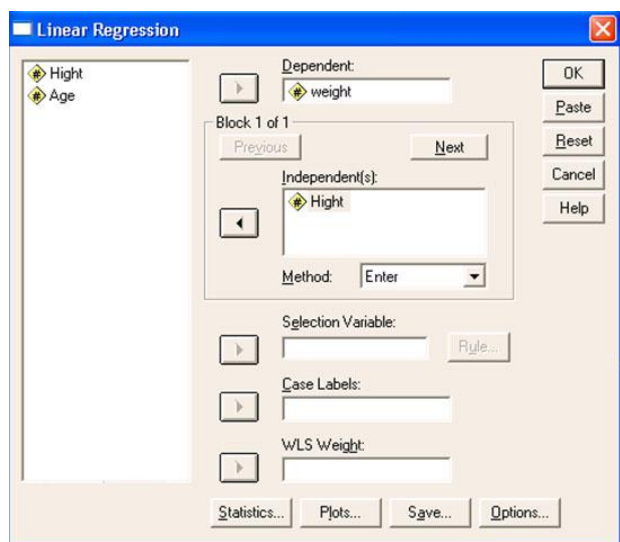 Linear Regression
Hight
Age
Dependent:
weight
Block 1 of 1
Previous
Next
Independent(s):
Hight
Method:
Enter
Selection Variable:
Rule...
Case Labels:
WLS Weight:
Statistics...
Plots...
Save...
Options...
OK
Paste
Reset
Cancel
Help